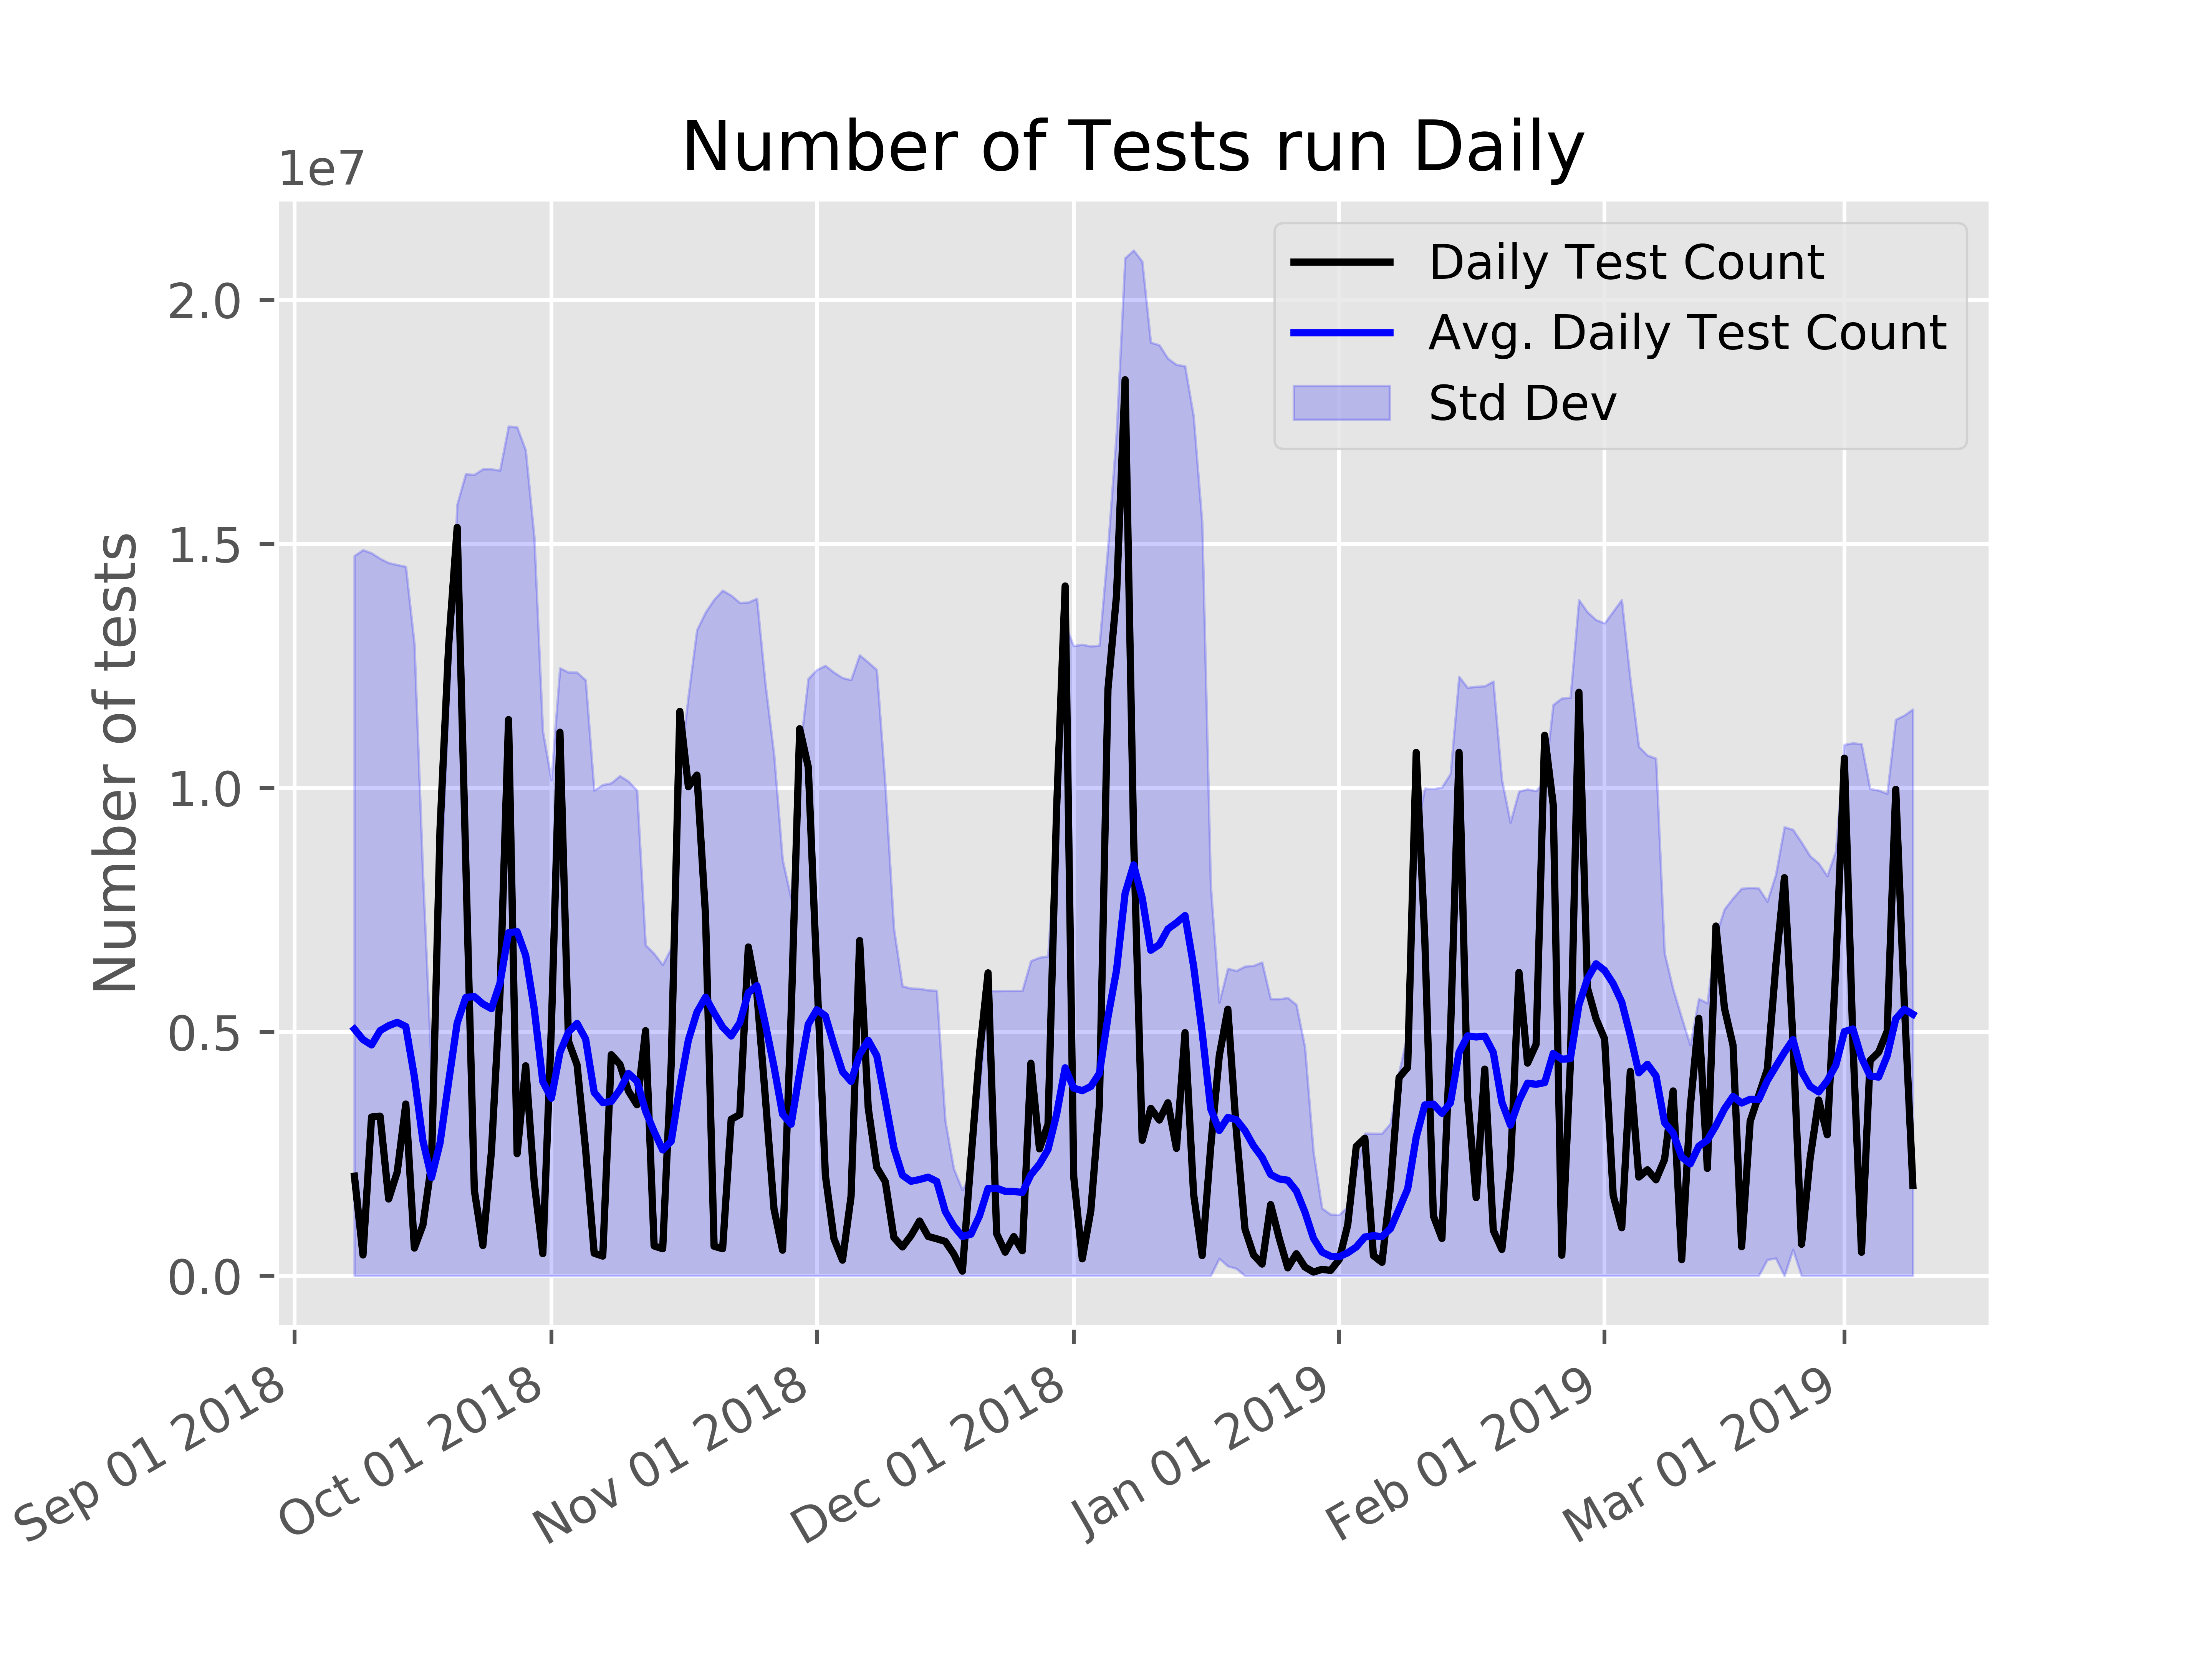 Number of Tests run Daily
1e7
Daily Test Count
Avg. Daily Test Count
Std Dev
Number of tests
2.0
1.5
1.0
0.5
0.0
Sep 01 2018
Oct 01 2018
Nov 01 2018
Dec 01 2018
Jan 01 2019
Feb 01 2019
Mar 01 2019